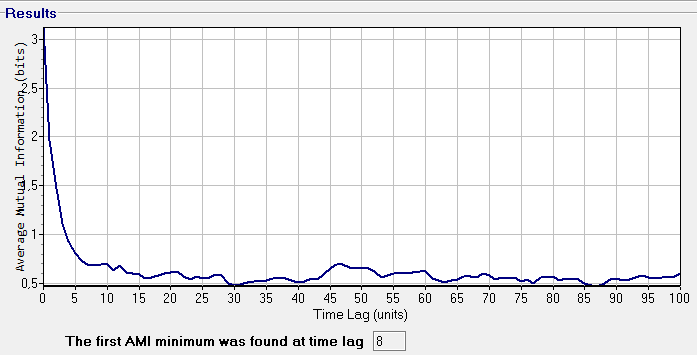 Results
Average Mutual Information (bits)
3
2,5
2
1,5
1
0,5
0 5 10 15 20 25 30 35 40 45 50 55 60 65 70 75 80 85 90 95 100
Time Lag (units)
The first AMI minimum was found at time lag 8